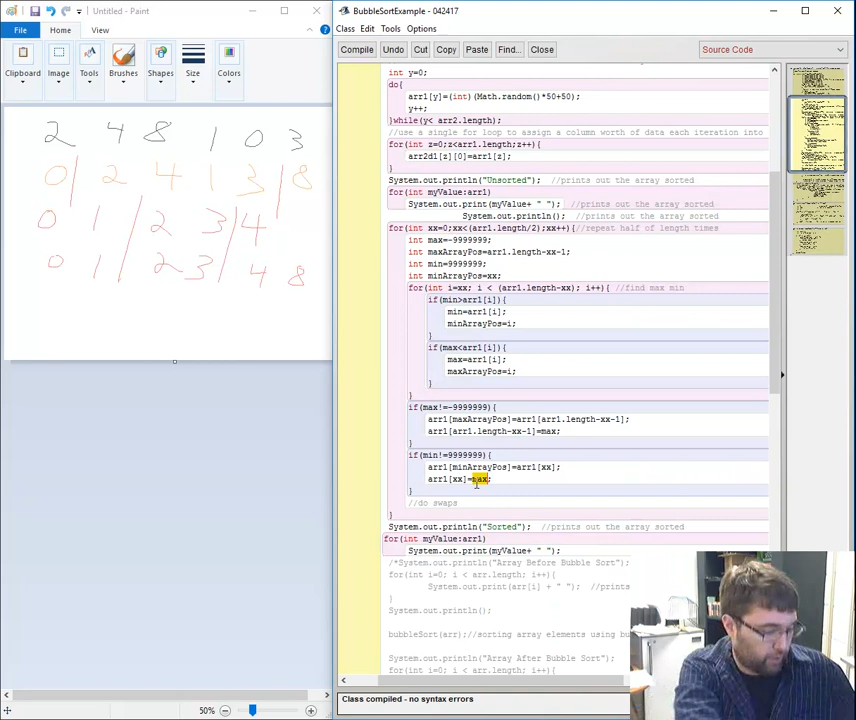 Untitled - Paint
File Home View
Clipboard Image Tools Brushes Shapes Size Colors
2 4 8 1 0 3
0 | 2 4 1 3 | 8
0 1 / 2 3 / 4
0 1 / 2 3 / 4 8
50%
BubbleSortExample - 042417
Class Edit Tools Options
Compile Undo Cut Copy Paste Find... Close Source Code
int y=0;
do{
arr1[y]=(int)(Math.random()*50+50);
y++;
}while(y< arr2.length);
//use a single for loop to assign a column worth of data each iteration into
for(int z=0;z<arr1.length;z++){
arr2d1[z][0]=arr1[z];
}
System.out.println("Unsorted"); //prints out the array sorted
for(int myValue:arr1)
System.out.print(myValue+ " "); //prints out the array sorted
System.out.println(); //prints out the array sorted
for(int xx=0;xx<(arr1.length/2);xx++){//repeat half of length times
int max=-9999999;
int maxArrayPos=arr1.length-xx-1;
int min=9999999;
int minArrayPos=xx;
for(int i=xx; i < (arr1.length-xx); i++){ //find max min
if(min>arr1[i]){
min=arr1[i];
minArrayPos=i;
}
if(max<arr1[i]){
max=arr1[i];
maxArrayPos=i;
}
}
if(max!=-9999999){
arr1[maxArrayPos]=arr1[arr1.length-xx-1];
arr1[arr1.length-xx-1]=max;
}
if(min!=9999999){
arr1[minArrayPos]=arr1[xx];
arr1[xx]=max;
}
//do swaps
}
System.out.println("Sorted"); //prints out the array sorted
for(int myValue:arr1)
System.out.print(myValue+ " ");
/*System.out.println("Array Before Bubble Sort");
for(int i=0; i < arr.length; i++){
System.out.print(arr[i] + " "); //prints
}
System.out.println();
bubbleSort(arr);//sorting array elements using bu
System.out.println("Array After Bubble Sort");
for(int i=0; i < arr.length; i++){
Class compiled - no syntax errors